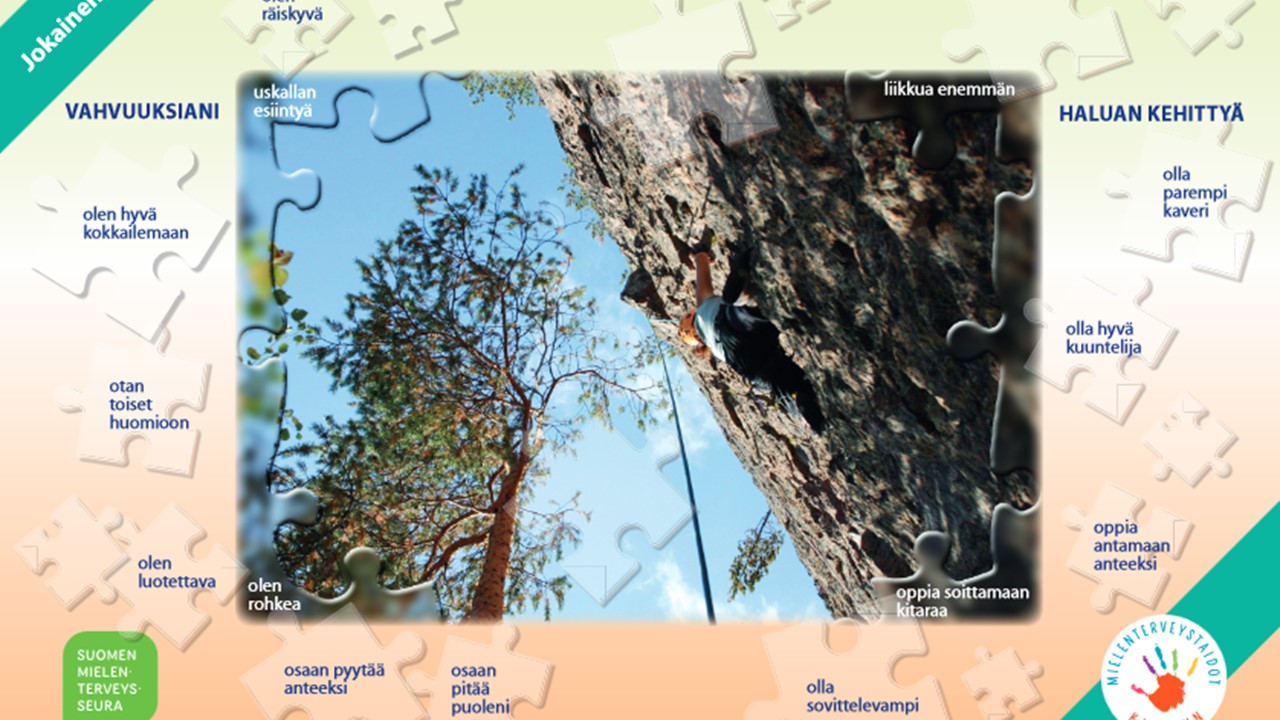 Jokainen
räiskyvä
VAHVUUKSIANI
uskallan
esiintyä
liikkua enemmän
HALUAN KEHITTYÄ
olen hyvä
kokkailemaan
olla
parempi
kaveri
olla hyvä
kuuntelija
otan
toiset
huomioon
oppia
antamaan
anteeksi
olen
luotettava
olen
rohkea
oppia soittamaan
kitaraa
SUOMEN
MIELEN-
TERVEYS-
SEURA
osaan pyytää
anteeksi
osaan
pitää
puoleni
olla
sovittelevampi
MIELENTERVEYSTAIDOT